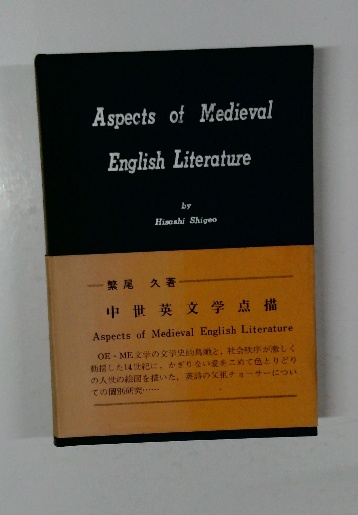 Aspects of Medieval
English Literature
by
Hisashi Shigeo
繁尾 久著
中世英文学点描
Aspects of Medieval English Literature
OE・ME文学の文学史的鳥瞰と、社会秩序が激しく
動揺した14世紀に、かぎりない愛をこめて色とりどり
の人世の絵図を描いた、英詩の父祖チョーサーについ
ての個別研究……